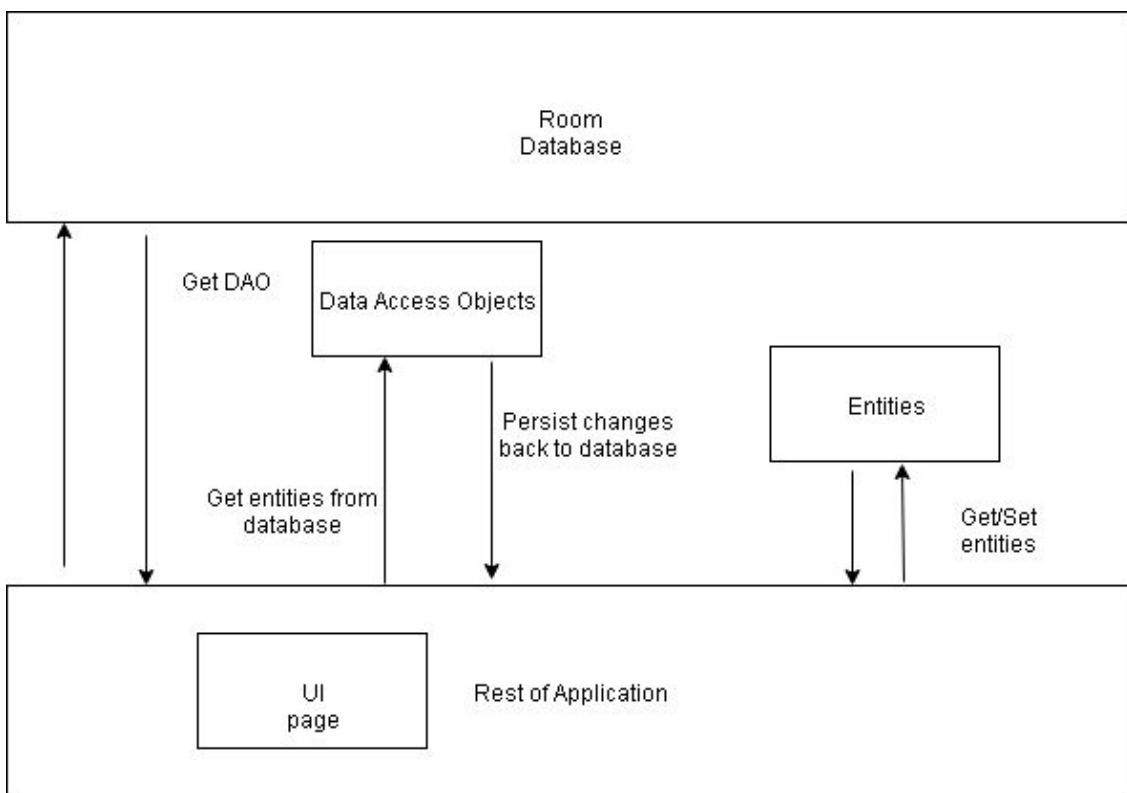 Room
Database
Get DAO
Data Access Objects
Persist changes
back to database
Entities
Get entities from
database
Get/Set
entities
UI
page
Rest of Application